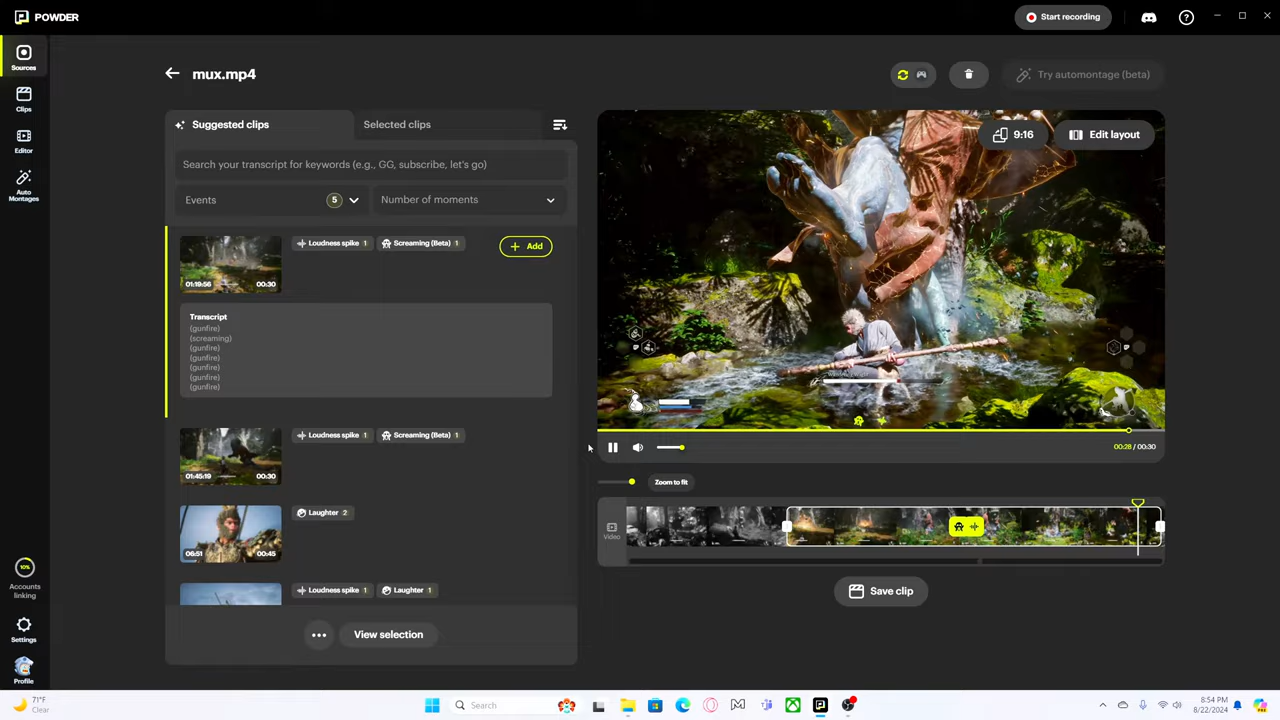 POWDER
Start recording
Sources
Clips
Editor
Auto
Montages
10%
Accounts
linking
Settings
Profile
mux.mp4
Try automontage (beta)
Suggested clips
Selected clips
Search your transcript for keywords (e.g., GG, subscribe, let's go)
Events
5
Number of moments
01:19:56
00:30
Loudness spike 1
Screaming (Beta) 1
Add
Transcript
(gunfire)
(screaming)
(gunfire)
(gunfire)
(gunfire)
(gunfire)
(gunfire)
01:45:19
00:30
Loudness spike 1
Screaming (Beta) 1
06:51
00:45
Laughter 2
Loudness spike 1
Laughter 1
View selection
9:16
Edit layout
00:28 / 00:30
Zoom to fit
Video
Save clip
71°F
Clear
Search
8:54 PM
8/22/2024